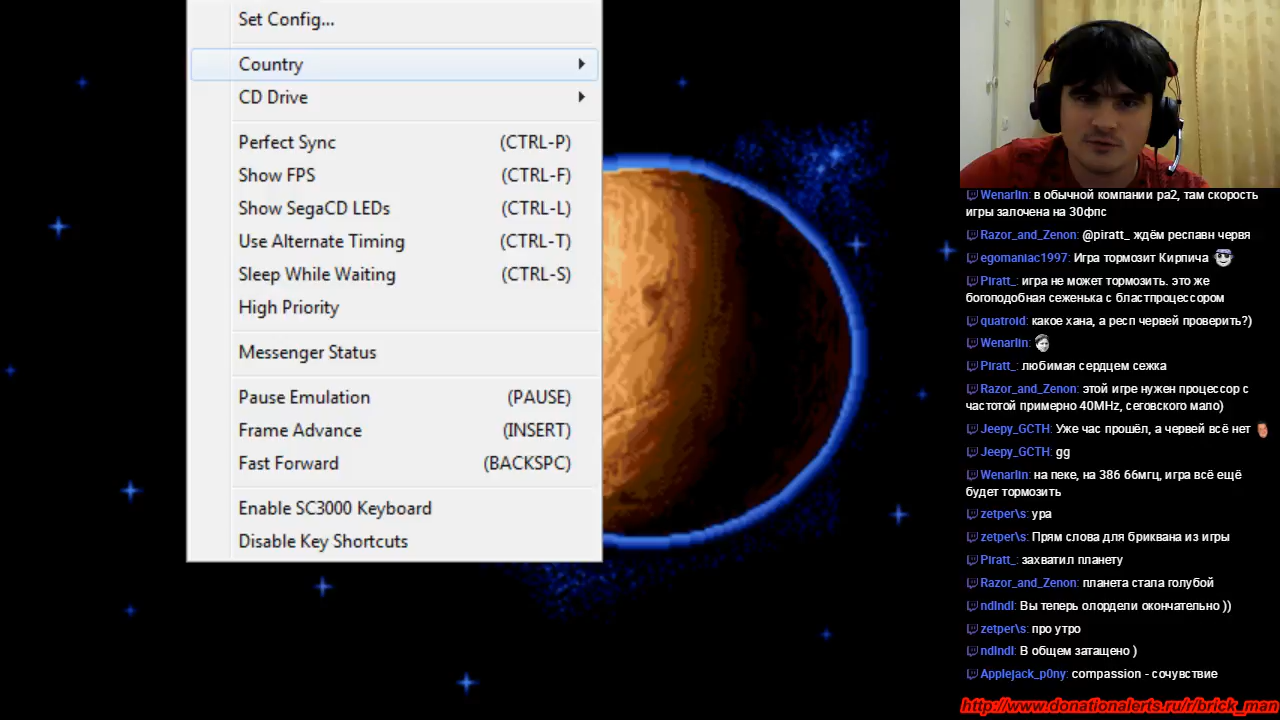 Set Config...
Country
CD Drive
Perfect Sync (CTRL-P)
Show FPS (CTRL-F)
Show SegaCD LEDs (CTRL-L)
Use Alternate Timing (CTRL-T)
Sleep While Waiting (CTRL-S)
High Priority
Messenger Status
Pause Emulation (PAUSE)
Frame Advance (INSERT)
Fast Forward (BACKSPC)
Enable SC3000 Keyboard
Disable Key Shortcuts
Wenarlin: в обычной компании ра2, там скорость
игры залочена на 30фпс
Razor_and_Zenon: @piratt_ ждём респавн червя
egomaniac1997: Игра тормозит Кирпича
Piratt_: игра не может тормозить. это же
богоподобная сеженька с бластпроцессором
quatroid: какое хана, а респ червей проверить?)
Wenarlin:
Piratt_: любимая сердцем сежка
Razor_and_Zenon: этой игре нужен процессор с
частотой примерно 40MHz, сеговского мало)
Jeepy_GCTH: Уже час прошёл, а червей всё нет
Jeepy_GCTH: gg
Wenarlin: на пеке, на 386 66мгц, игра всё ещё
будет тормозить
zetper\s: ура
zetper\s: Прям слова для бриквана из игры
Piratt_: захватил планету
Razor_and_Zenon: планета стала голубой
ndIndI: Вы теперь олордели окончательно ))
zetper\s: про утро
ndIndI: В общем затащено )
Applejack_p0ny: compassion - сочувствие
http://www.donationalerts.ru/r/brick_man